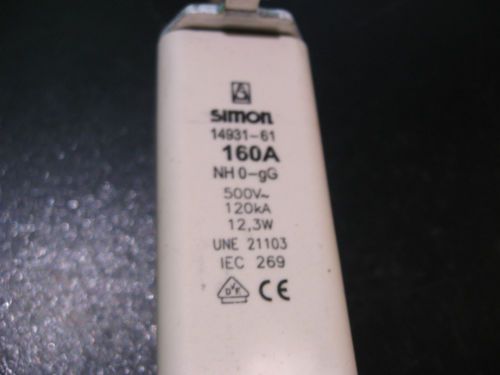 simon
14931-61
160A
NH 0-gG
500V~
120kA
12,3W
UNE 21103
IEC 269
CE